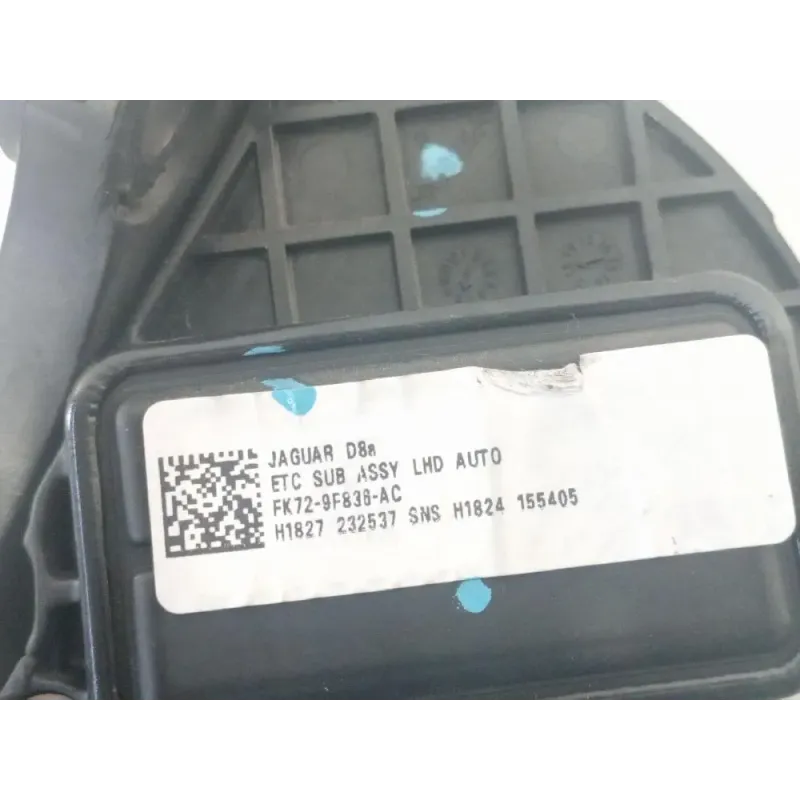 JAGUAR D8a
ETC SUB ASSY LHD AUTO
FK72-9F836-AC
H1827 232537 SNS H1824 155405